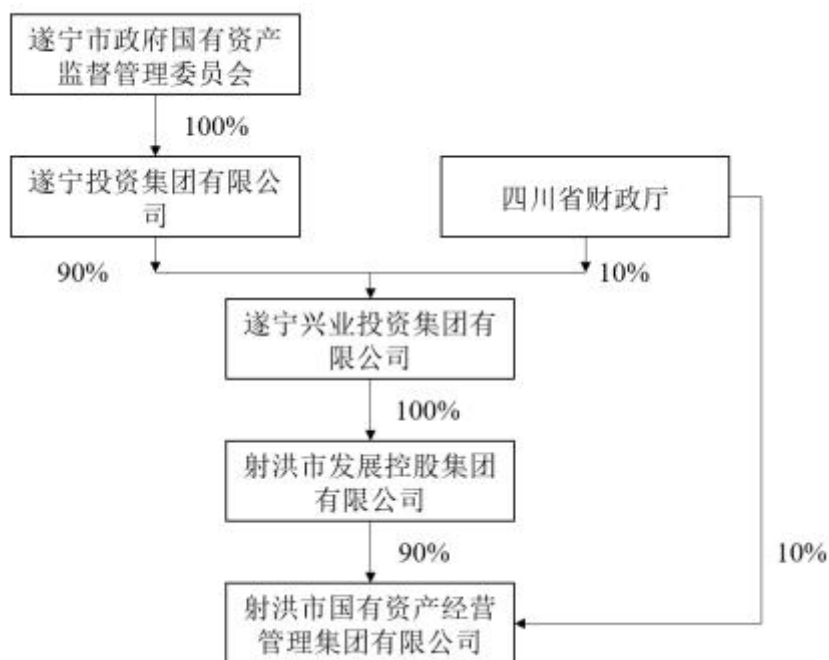 遂宁市政府国有资产
监督管理委员会
100%
遂宁投资集团有限公
司
四川省财政厅
90%
10%
遂宁兴业投资集团有
限公司
100%
射洪市发展控股集团
有限公司
90%
10%
射洪市国有资产经营
管理集团有限公司